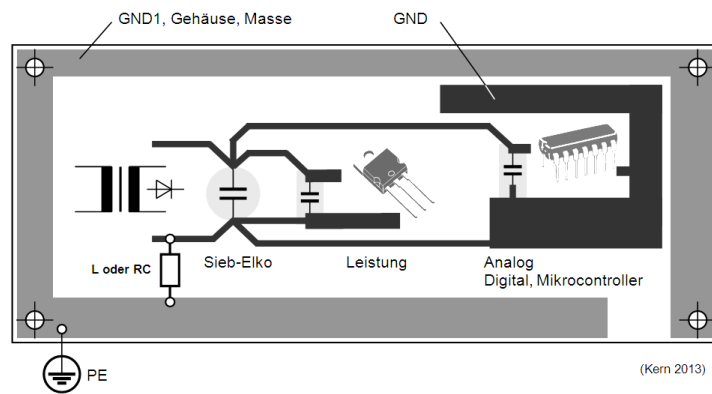 GND1, Gehäuse, Masse
GND
L oder RC
Sieb-Elko
Leistung
Analog
Digital, Mikrocontroller
PE
(Kern 2013)